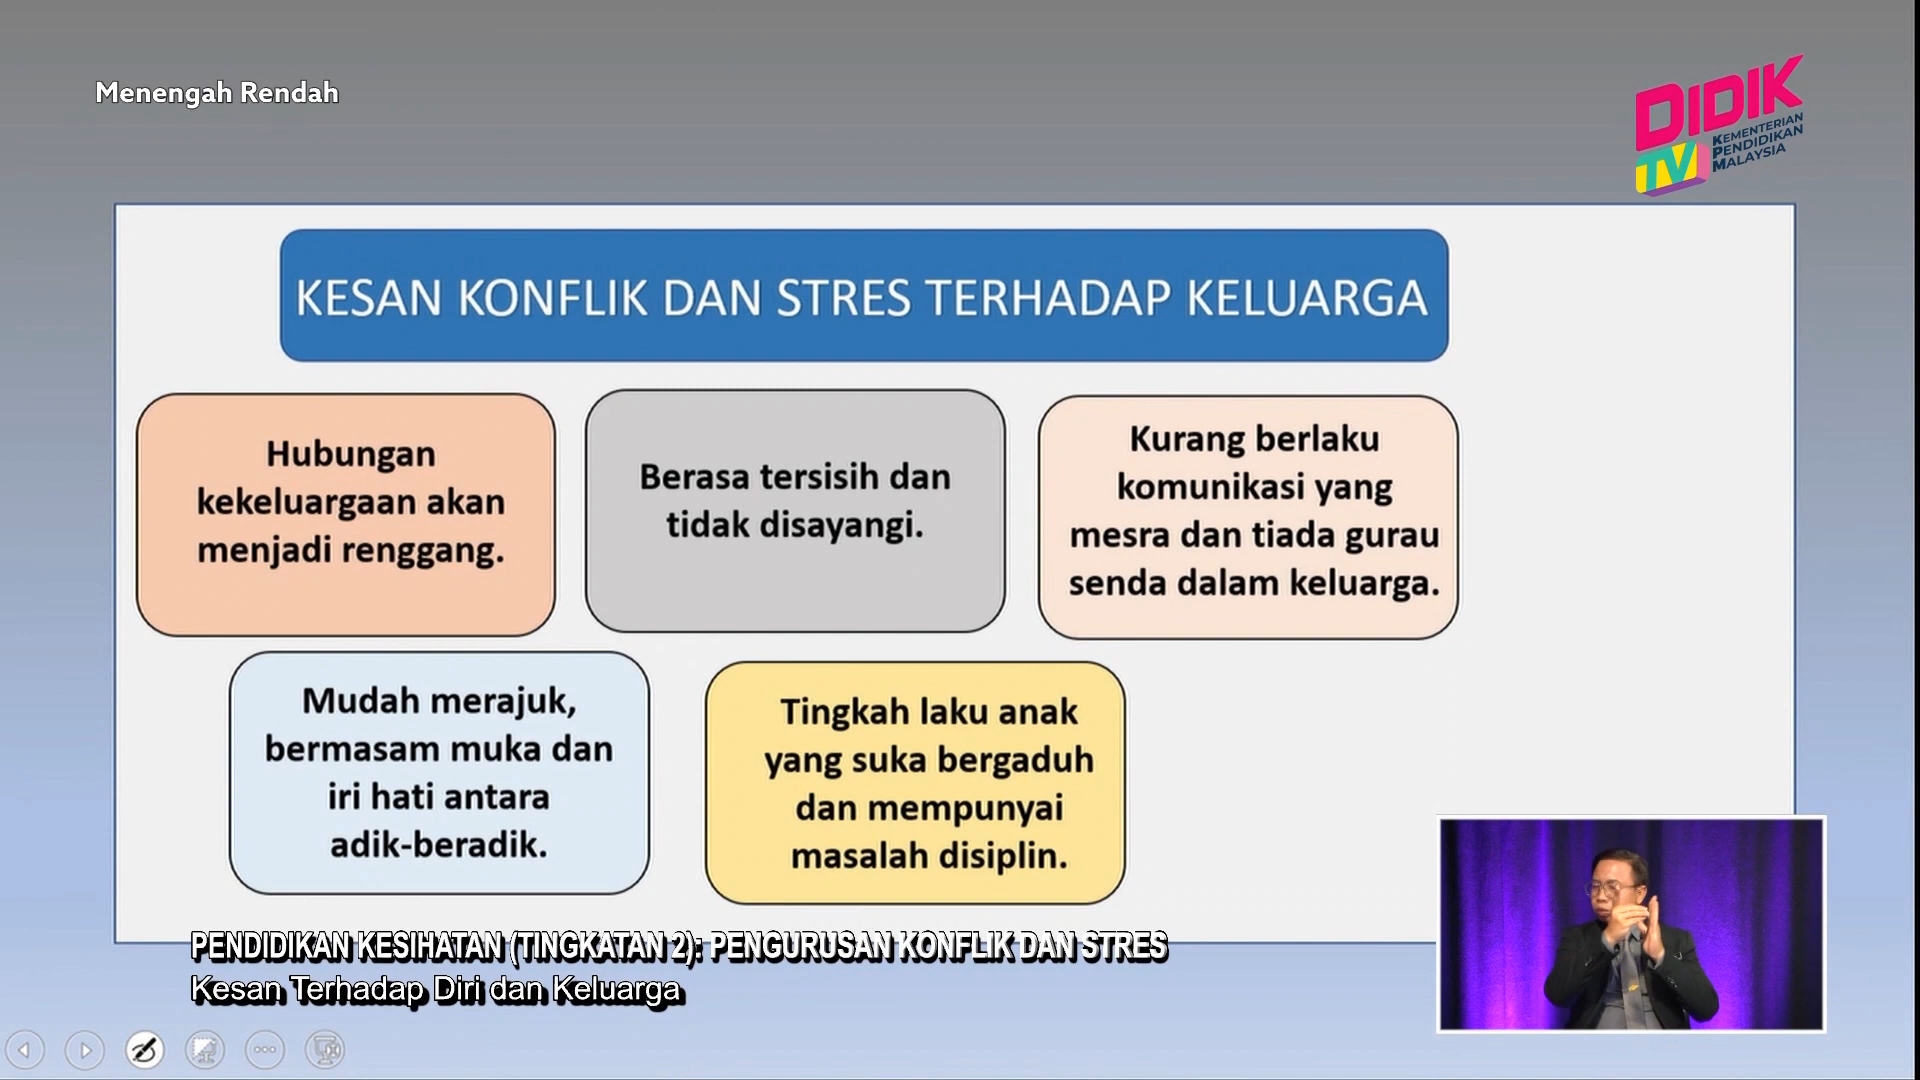 Menengah Rendah
DIDIK
TV
KEMENTERIAN
PENDIDIKAN
MALAYSIA
KESAN KONFLIK DAN STRES TERHADAP KELUARGA
Hubungan
kekeluargaan akan
menjadi renggang.
Berasa tersisih dan
tidak disayangi.
Kurang berlaku
komunikasi yang
mesra dan tiada gurau
senda dalam keluarga.
Mudah merajuk,
bermasam muka dan
iri hati antara
adik-beradik.
Tingkah laku anak
yang suka bergaduh
dan mempunyai
masalah disiplin.
PENDIDIKAN KESIHATAN (TINGKATAN 2): PENGURUSAN KONFLIK DAN STRES
Kesan Terhadap Diri dan Keluarga